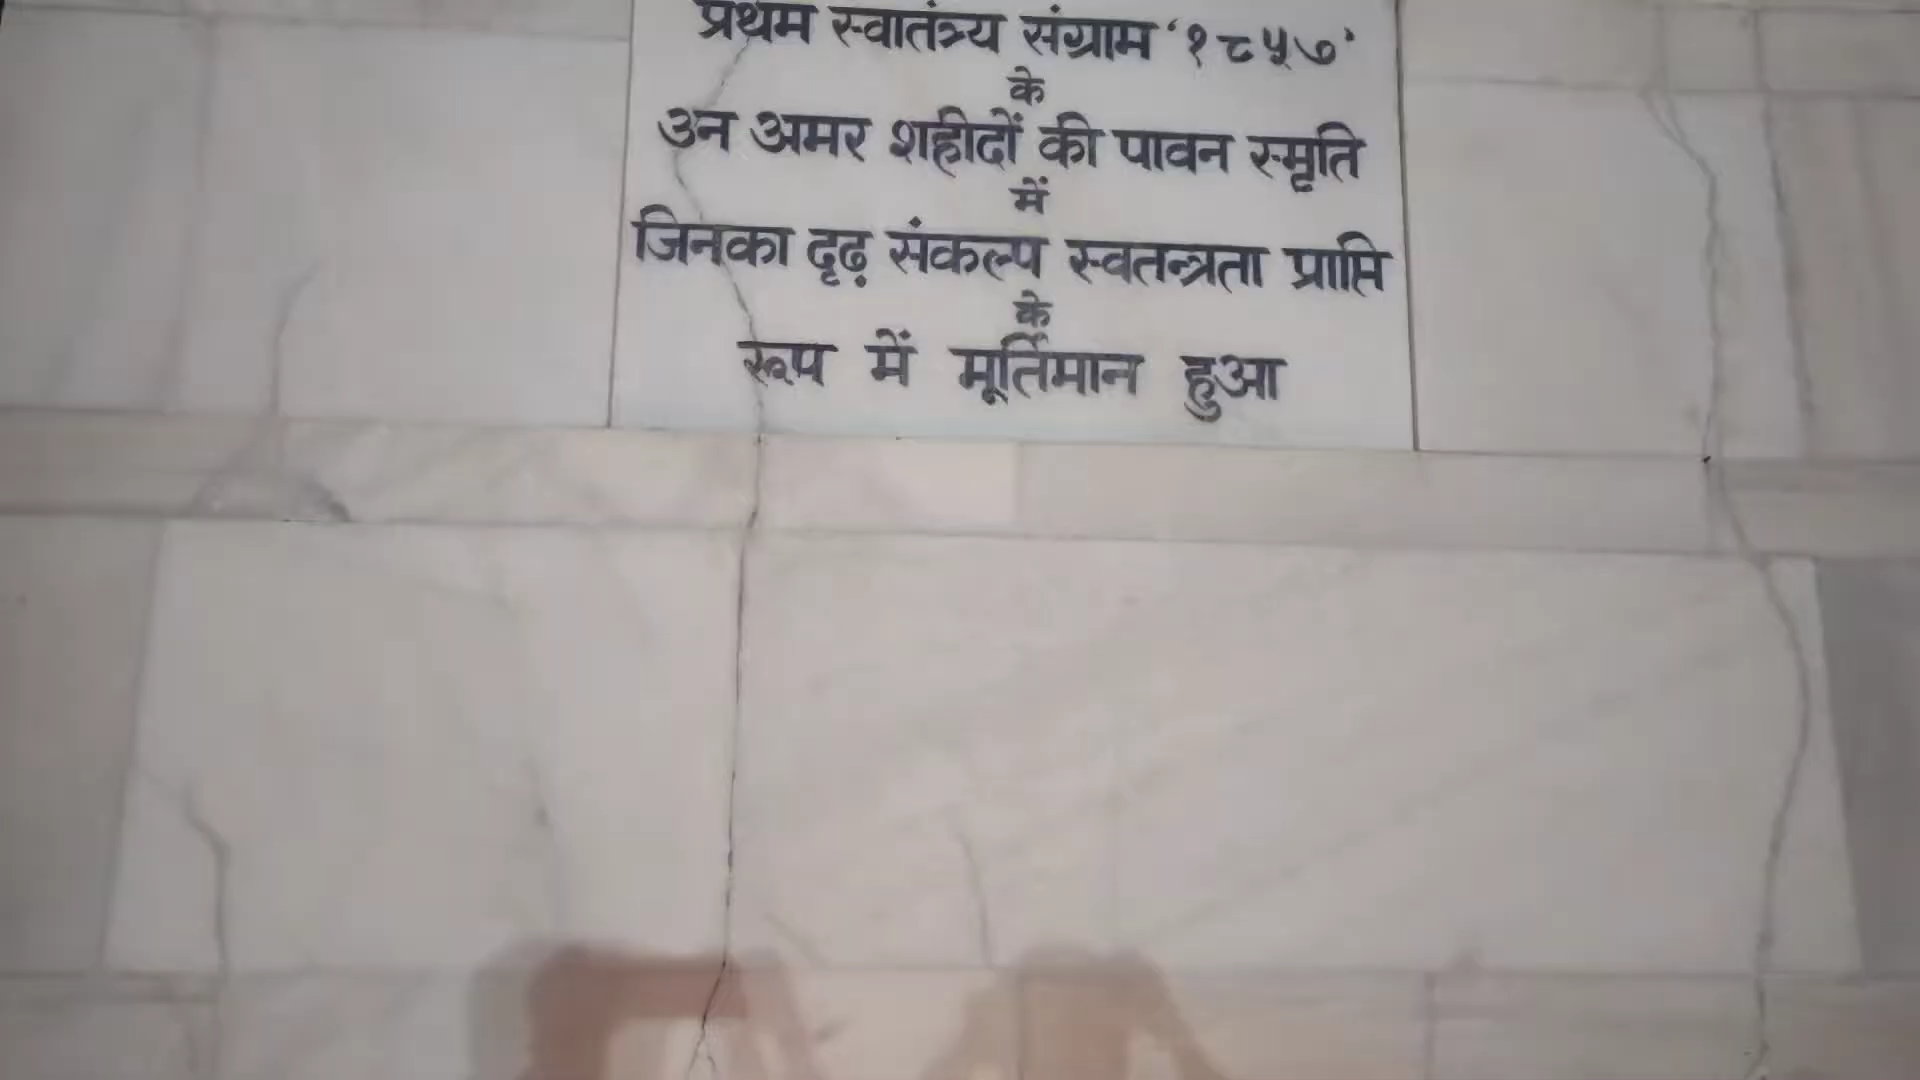 प्रथम स्वातंत्र्य संग्राम ‘१८५७’
के
उन अमर शहीदों की पावन स्मृति
में
जिनका दृढ़ संकल्प स्वतन्त्रता प्राप्ति
के
रूप में मूर्तिमान हुआ